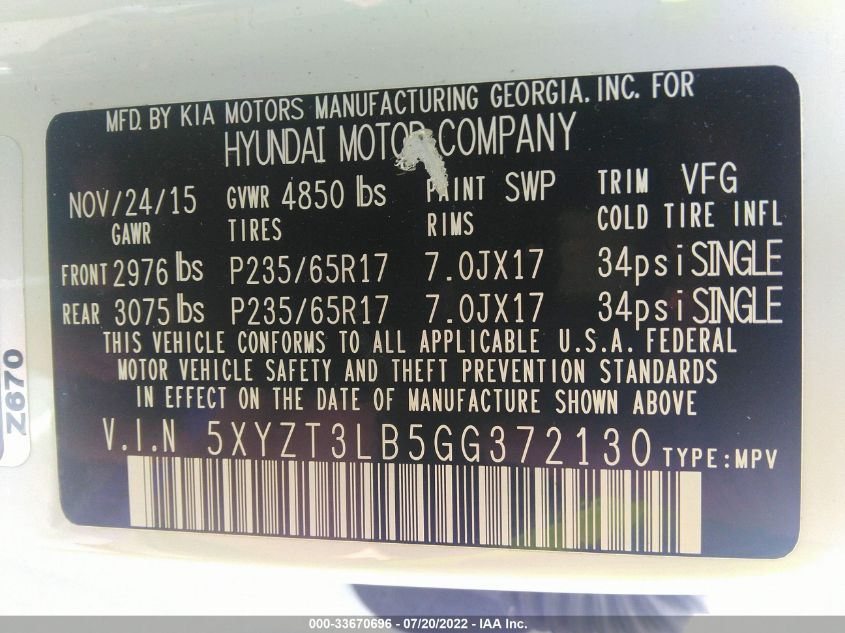 MFD. BY KIA MOTORS MANUFACTURING GEORGIA, INC. FOR
HYUNDAI MOTOR COMPANY
NOV/24/15 GVWR 4850 lbs PAINT SWP TRIM VFG
GAWR TIRES RIMS COLD TIRE INFL
FRONT 2976 lbs P235/65R17 7.0JX17 34psi SINGLE
REAR 3075 lbs P235/65R17 7.0JX17 34psi SINGLE
THIS VEHICLE CONFORMS TO ALL APPLICABLE U.S.A. FEDERAL
MOTOR VEHICLE SAFETY AND THEFT PREVENTION STANDARDS
IN EFFECT ON THE DATE OF MANUFACTURE SHOWN ABOVE
V.I.N 5XYZT3LB5GG372130 TYPE:MPV
Z670
000-33670696 - 07/20/2022 - IAA Inc.